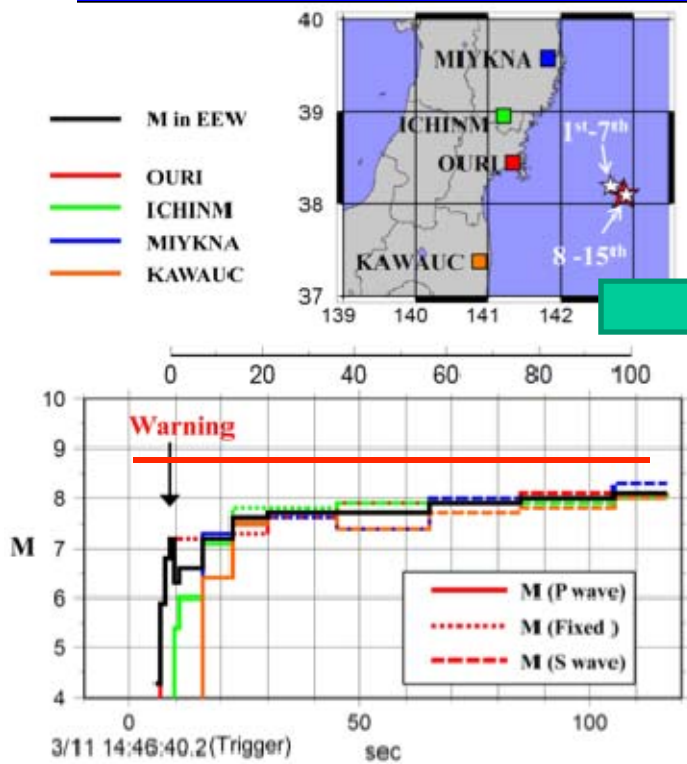 40
39
38
37
139 140 141 142
MIYKNA
ICHINM
OURI
KAWAUC
1st-7th
8 -15th
M in EEW
OURI
ICHINMI
MIYKNA
KAWAUC
0 20 40 60 80 100
10
9
8
7
6
5
4
M
Warning
M (P wave)
M (Fixed )
M (S wave)
0 50 100
3/11 14:46:40.2(Trigger) sec